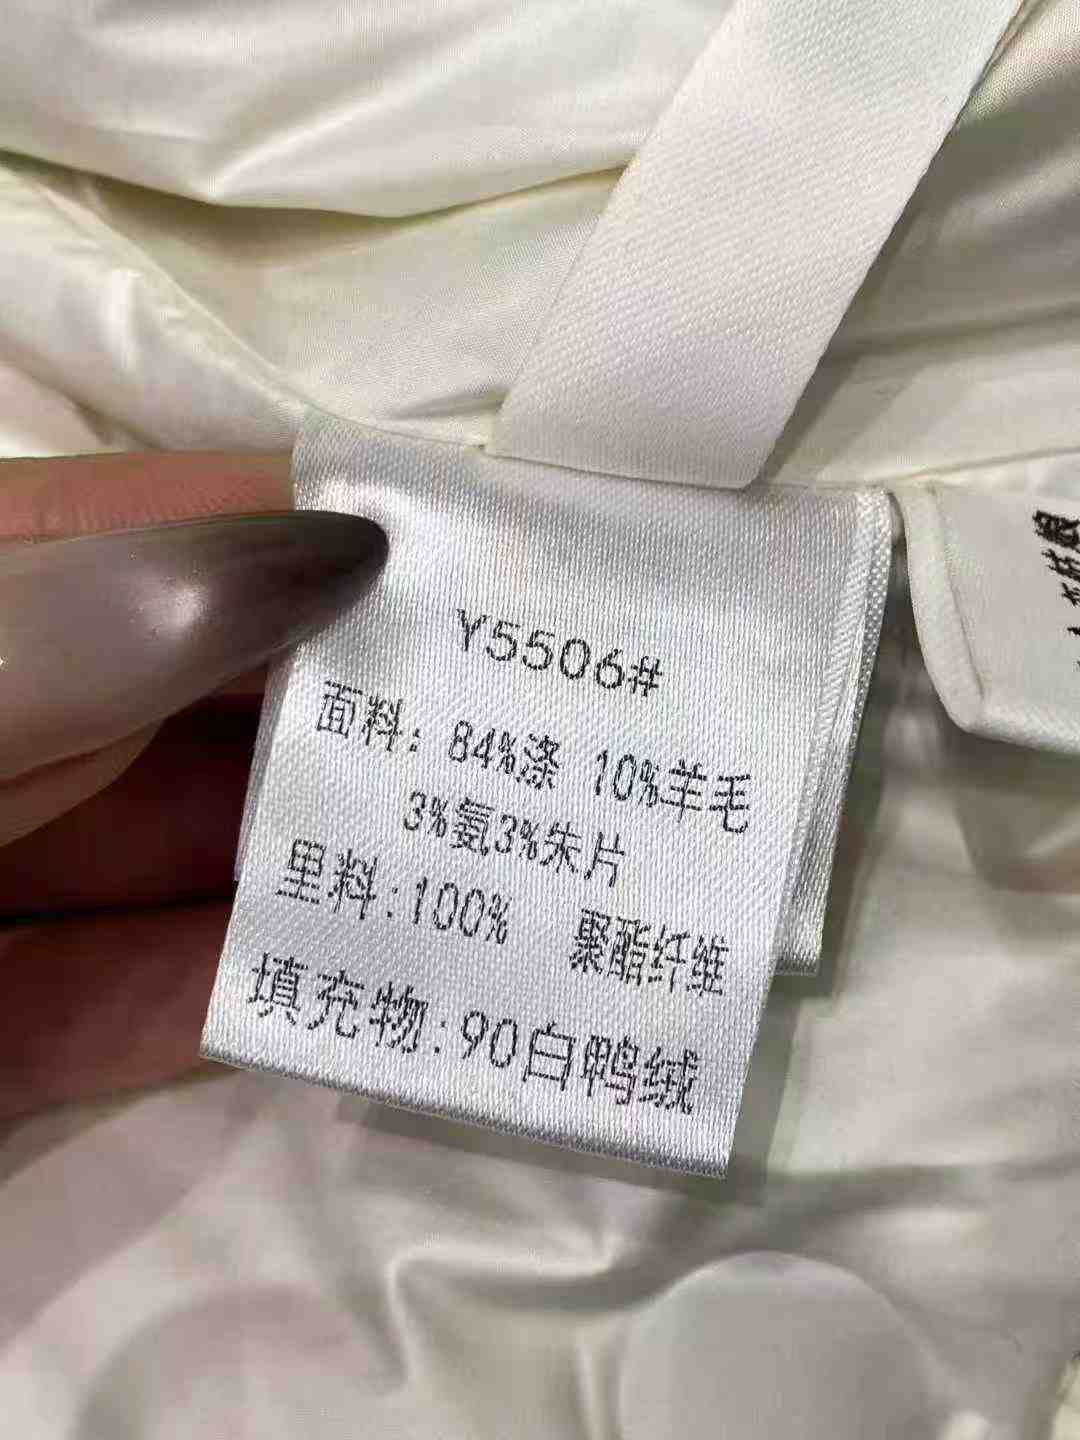 Y5506#
面料: 84%涤 10%羊毛
3%氨3%朱片
里料:100% 聚酯纤维
填充物:90白鸭绒